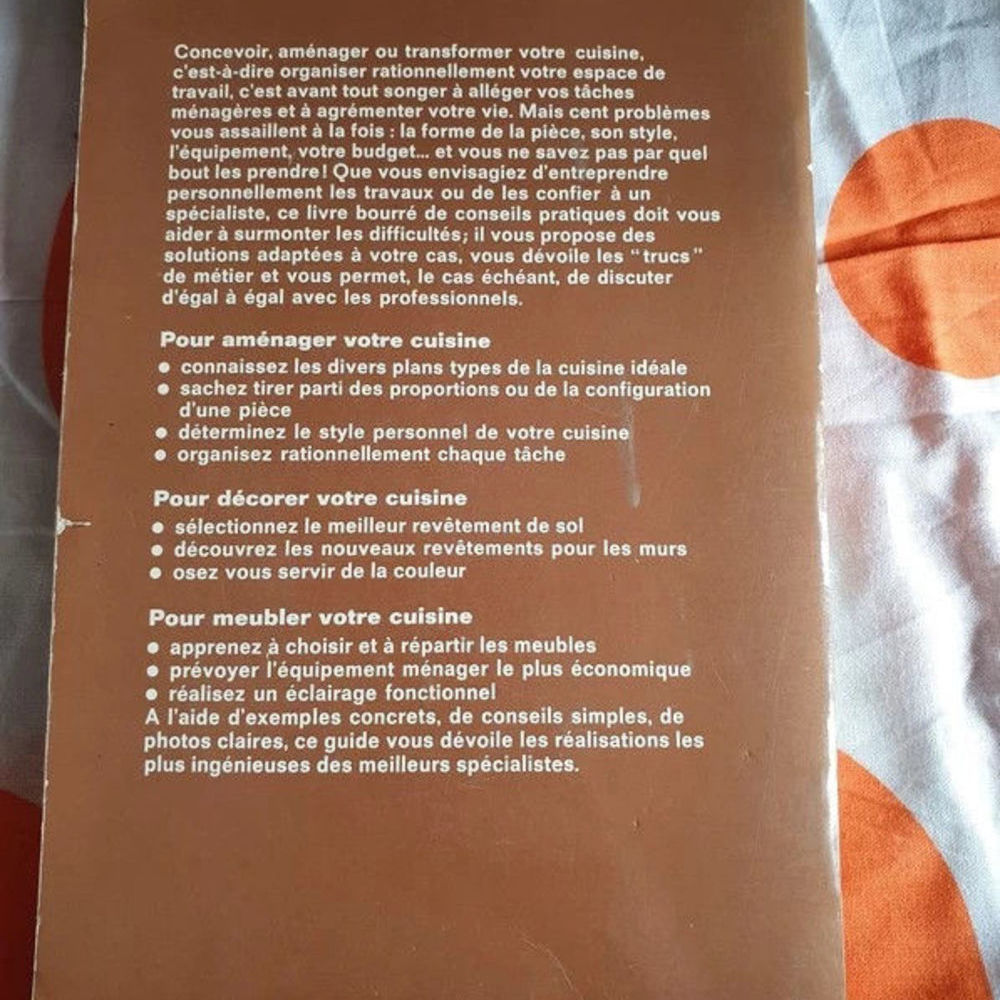 Concevoir, aménager ou transformer votre cuisine,
c'est-à-dire organiser rationnellement votre espace de
travail, c'est avant tout songer à alléger vos tâches
ménagères et à agrémenter votre vie. Mais cent problèmes
vous assaillent à la fois : la forme de la pièce, son style,
l'équipement, votre budget... et vous ne savez pas par quel
bout les prendre! Que vous envisagiez d'entreprendre
personnellement les travaux ou de les confier à un
spécialiste, ce livre bourré de conseils pratiques doit vous
aider à surmonter les difficultés; il vous propose des
solutions adaptées à votre cas, vous dévoile les "trucs"
de métier et vous permet, le cas échéant, de discuter
d'égal à égal avec les professionnels.
Pour aménager votre cuisine
• connaissez les divers plans types de la cuisine idéale
• sachez tirer parti des proportions ou de la configuration
d'une pièce
• déterminez le style personnel de votre cuisine
• organisez rationnellement chaque tâche
Pour décorer votre cuisine
• sélectionnez le meilleur revêtement de sol
• découvrez les nouveaux revêtements pour les murs
• osez vous servir de la couleur
Pour meubler votre cuisine
• apprenez à choisir et à répartir les meubles
• prévoyer l'équipement ménager le plus économique
• réalisez un éclairage fonctionnel
A l'aide d'exemples concrets, de conseils simples, de
photos claires, ce guide vous dévoile les réalisations les
plus ingénieuses des meilleurs spécialistes.